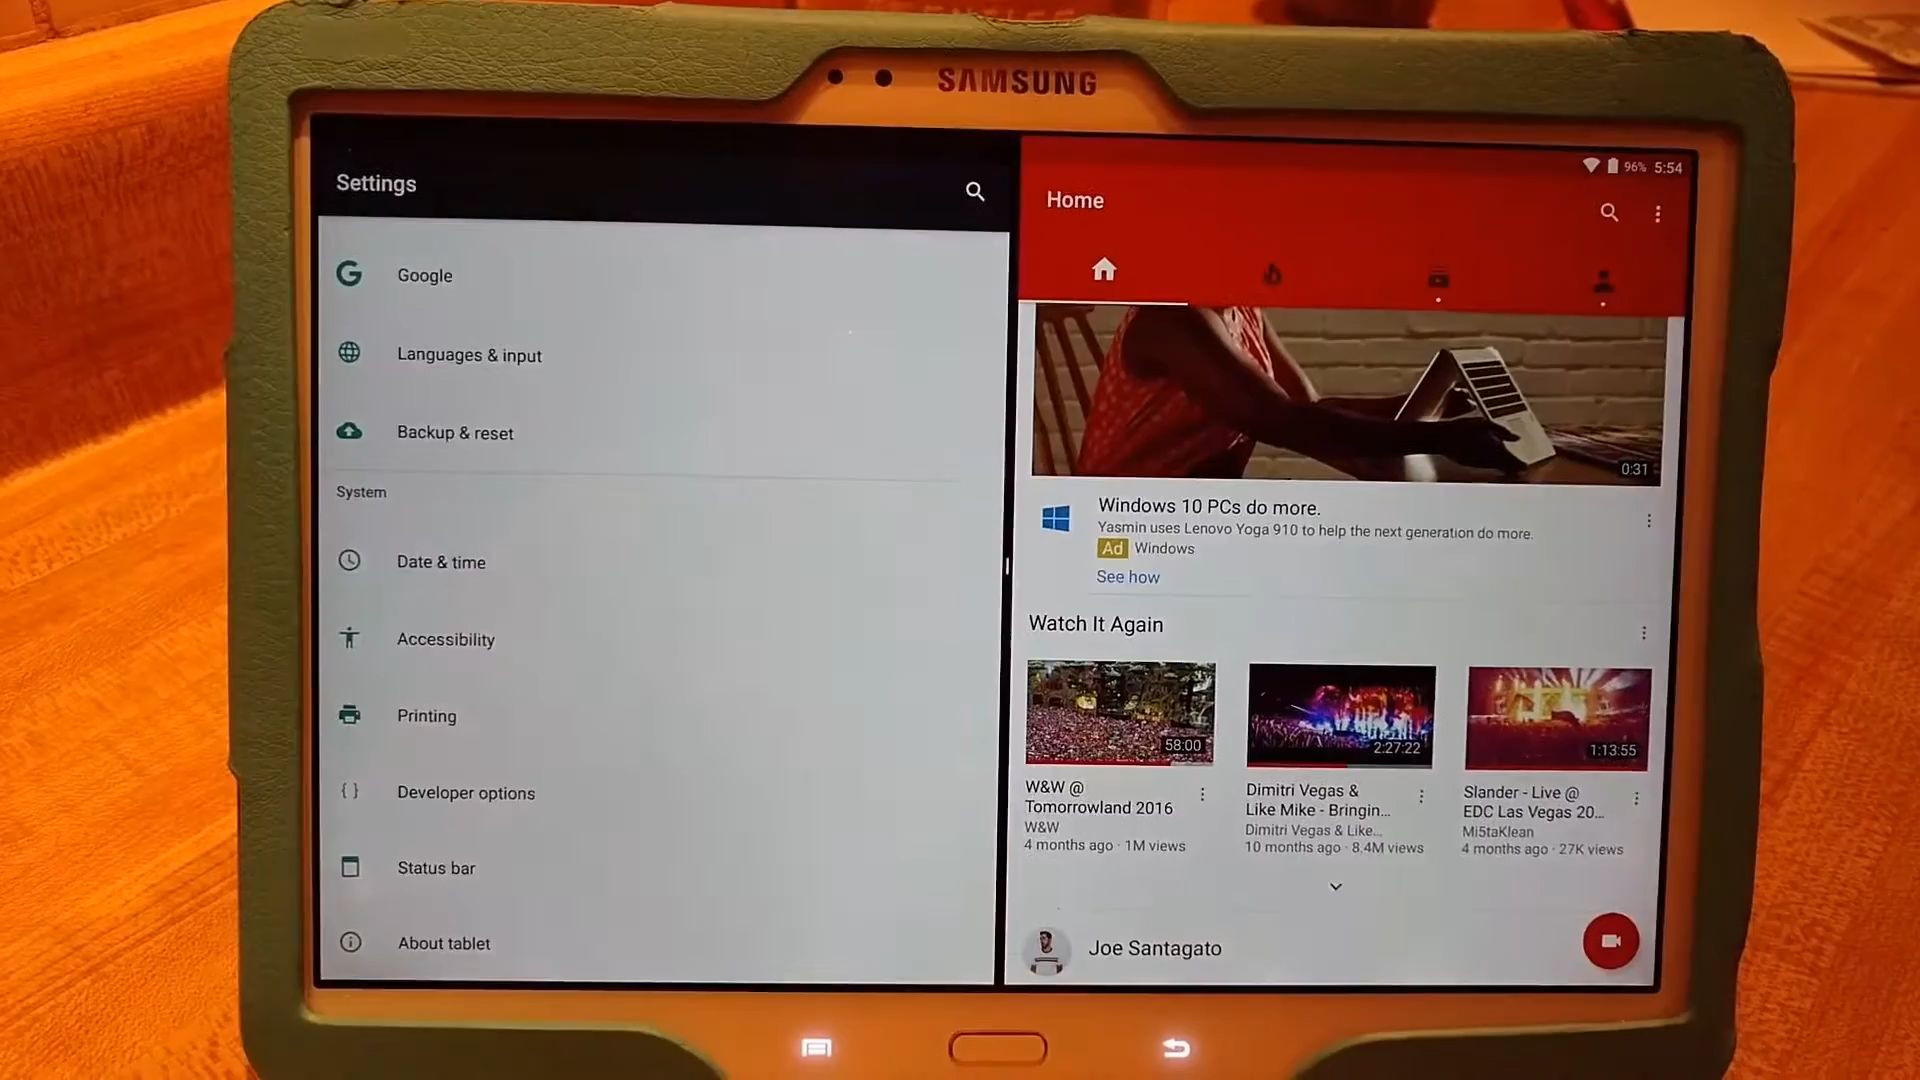 SAMSUNG
Settings
Google
Languages & input
Backup & reset
System
Date & time
Accessibility
Printing
{ }
Developer options
Status bar
About tablet
96% 5:54
Home
0:31
Windows 10 PCs do more.
Yasmin uses Lenovo Yoga 910 to help the next generation do more.
Ad Windows
See how
Watch It Again
58:00
2:27:22
1:13:55
W&W @
Tomorrowland 2016
W&W
4 months ago · 1M views
Dimitri Vegas &
Like Mike - Bringin...
Dimitri Vegas & Like...
10 months ago · 8.4M views
Slander - Live @
EDC Las Vegas 20...
Mi5taKlean
4 months ago · 27K views
Joe Santagato